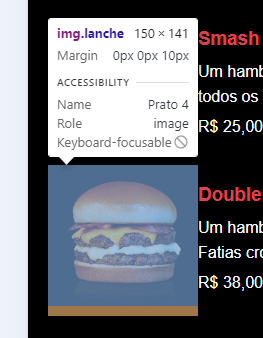 img.lanche 150 × 141
Margin 0px 0px 10px
ACCESSIBILITY
Name Prato 4
Role image
Keyboard-focusable
Smash
Um hamb
todos os
R$ 25,00
Double
Um hamb
Fatias cro
R$ 38,00